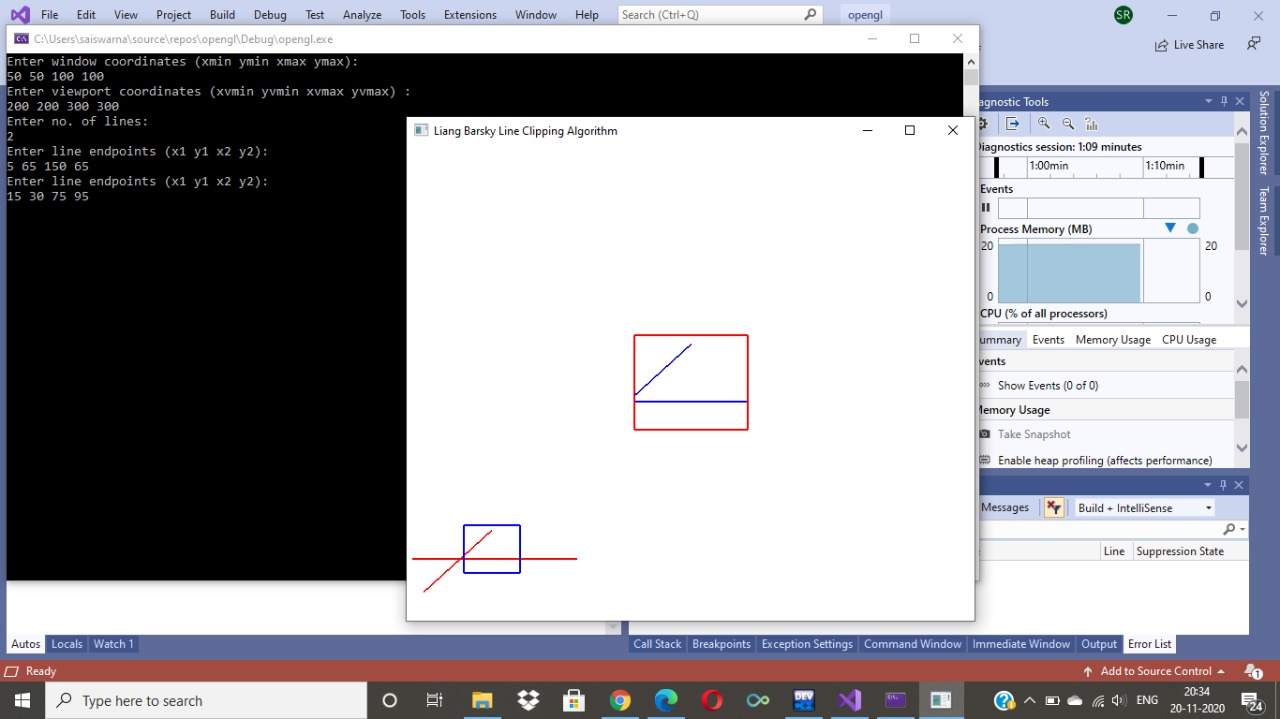 File Edit View Project Build Debug Test Analyze Tools Extensions Window Help Search (Ctrl+Q) opengl SR
Live Share
C:\Users\saiswarna\source\repos\opengl\Debug\opengl.exe
Enter window coordinates (xmin ymin xmax ymax):
50 50 100 100
Enter viewport coordinates (xvmin yvmin xvmax yvmax) :
200 200 300 300
Enter no. of lines:
2
Enter line endpoints (x1 y1 x2 y2):
5 65 150 65
Enter line endpoints (x1 y1 x2 y2):
15 30 75 95
Liang Barsky Line Clipping Algorithm
agnostic Tools
Diagnostics session: 1:09 minutes
1:00min 1:10min
Events
Process Memory (MB)
20 20
0 0
CPU (% of all processors)
ummary Events Memory Usage CPU Usage
vents
Show Events (0 of 0)
Memory Usage
Take Snapshot
Enable heap profiling (affects performance)
Solution Explorer
Team Explorer
Messages Build + IntelliSense
Line Suppression State
Autos Locals Watch 1
Call Stack Breakpoints Exception Settings Command Window Immediate Window Output Error List
Ready Add to Source Control 1
Type here to search
DEV
ENG
20:34
20-11-2020
24